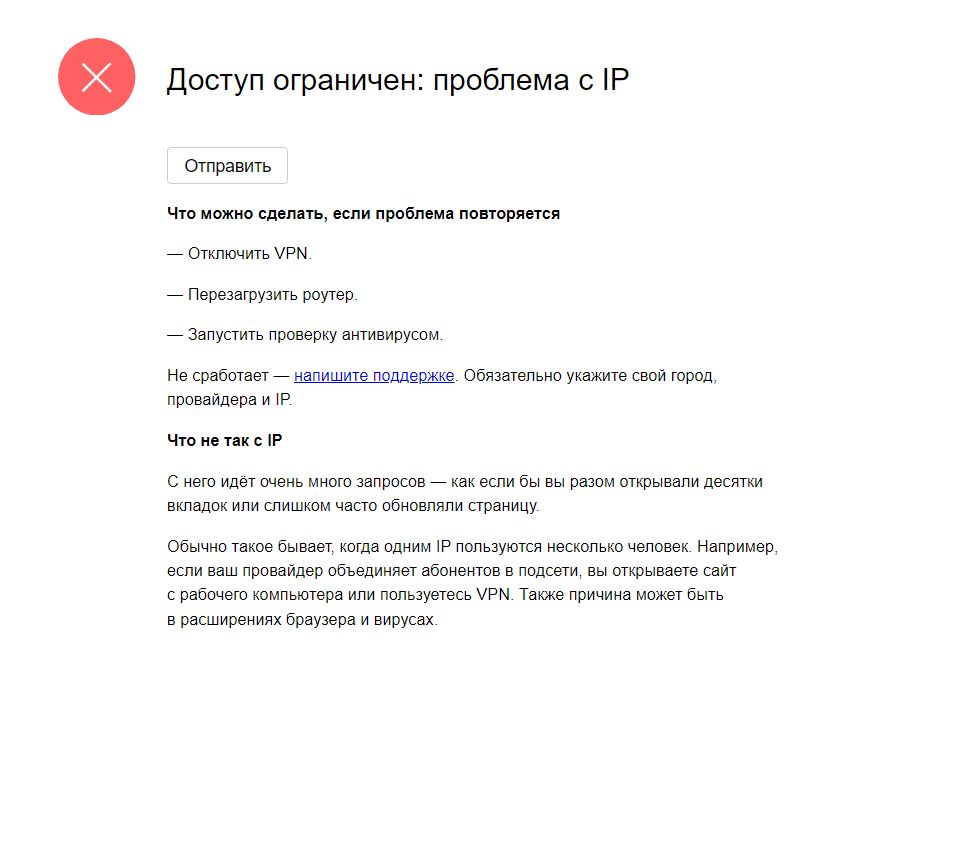 Доступ ограничен: проблема с IP
Отправить
Что можно сделать, если проблема повторяется
— Отключить VPN.
— Перезагрузить роутер.
— Запустить проверку антивирусом.
Не сработает — напишите поддержке. Обязательно укажите свой город,
провайдера и IP.
Что не так с IP
С него идёт очень много запросов — как если бы вы разом открывали десятки
вкладок или слишком часто обновляли страницу.
Обычно такое бывает, когда одним IP пользуются несколько человек. Например,
если ваш провайдер объединяет абонентов в подсети, вы открываете сайт
с рабочего компьютера или пользуетесь VPN. Также причина может быть
в расширениях браузера и вирусах.